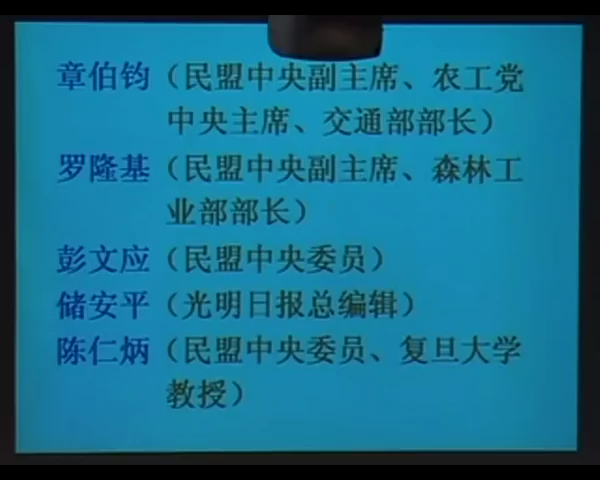 章伯钧（民盟中央副主席、农工党
中央主席、交通部部长）
罗隆基（民盟中央副主席、森林工
业部部长）
彭文应（民盟中央委员）
储安平（光明日报总编辑）
陈仁炳（民盟中央委员、复旦大学
教授）